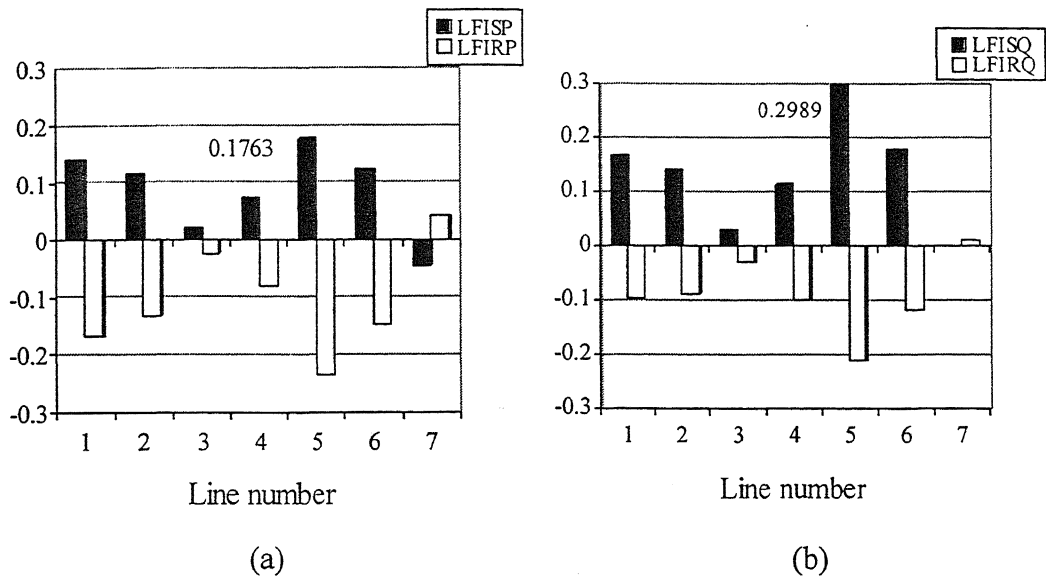 LFISP
LFIRP
0.3
0.2
0.1
0
-0.1
-0.2
-0.3
0.1763
1 2 3 4 5 6 7
Line number
(a)
LFISQ
LFIRQ
0.3
0.2
0.1
0
-0.1
-0.2
-0.3
0.2989
1 2 3 4 5 6 7
Line number
(b)